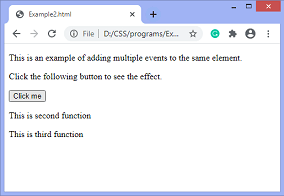 Example2.html
File | D:/CSS/programs/Ex...
This is an example of adding multiple events to the same element.
Click the following button to see the effect.
Click me
This is second function
This is third function